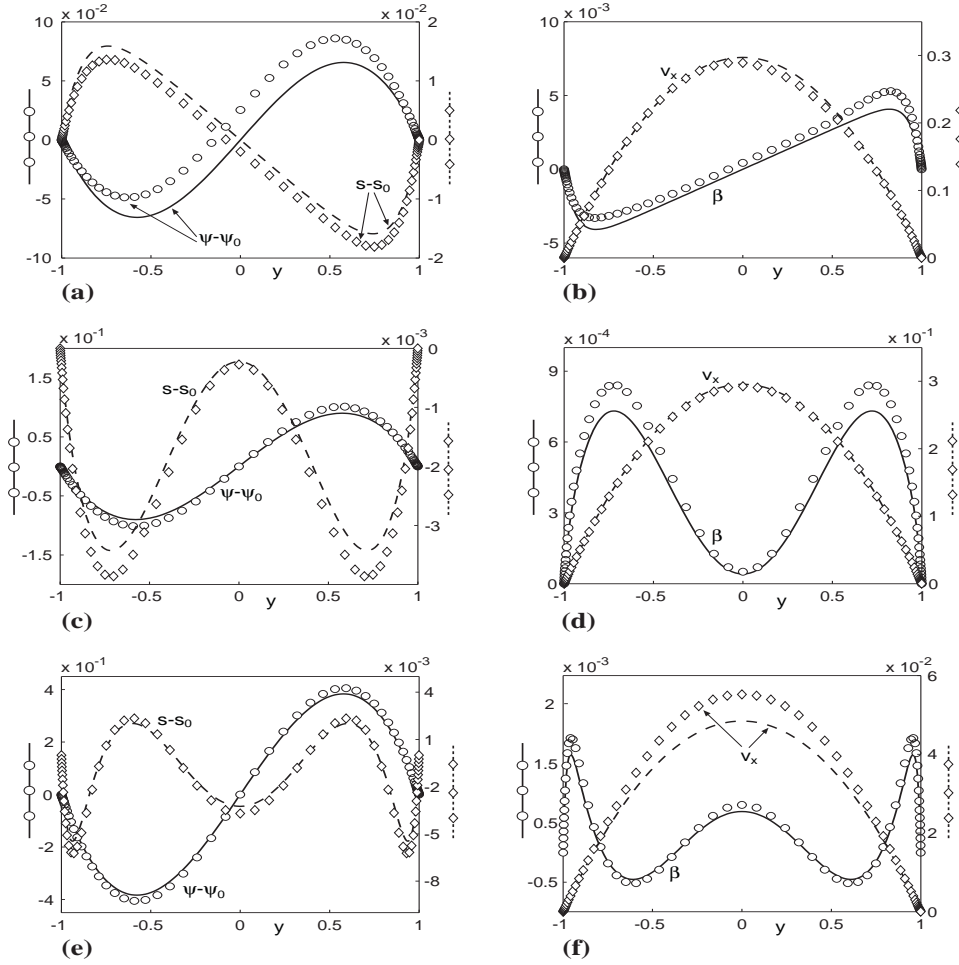 x 10⁻² x 10⁻²
10 5 0 -5 -10
2 1 0 -1 -2
s-s₀
ψ-ψ₀
-1 -0.5 0 0.5 1
y
(a)
x 10⁻³
10 5 0 -5
0.3 0.2 0.1 0
vₓ
β
-1 -0.5 0 0.5 1
y
(b)
x 10⁻¹ x 10⁻³
1.5 0.5 -0.5 -1.5
0 -1 -2 -3
s-s₀
ψ-ψ₀
-1 -0.5 0 0.5 1
y
(c)
x 10⁻⁴ x 10⁻¹
9 6 3 0
3 2 1 0
vₓ
β
-1 -0.5 0 0.5 1
y
(d)
x 10⁻¹ x 10⁻³
4 2 0 -2 -4
4 1 -2 -5 -8
s-s₀
ψ-ψ₀
-1 -0.5 0 0.5 1
y
(e)
x 10⁻³ x 10⁻²
2 1.5 0.5 -0.5
6 4 2 0
vₓ
β
-1 -0.5 0 0.5 1
y
(f)